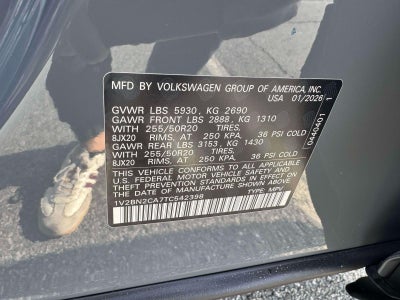 MFD BY VOLKSWAGEN GROUP OF AMERICA, INC.
USA 01/2026
GVWR LBS 5930, KG 2690
GAWR FRONT LBS 2888, KG 1310
WITH 255/50R20 TIRES,
8JX20 RIMS, AT 250 KPA, 36 PSI COLD
GAWR REAR LBS 3153, KG 1430
WITH 255/50R20 TIRES,
8JX20 RIMS, AT 250 KPA, 36 PSI COLD
THIS VEHICLE CONFORMS TO ALL APPLICABLE
FEDERAL MOTOR VEHICLE SAFETY AND
THEFT PREVENTION STANDARDS IN EFFECT ON
THE DATE OF MANUFACTURE SHOWN ABOVE.
1V2BN2CA7TC542398 TYPE: MPV
0440401 1